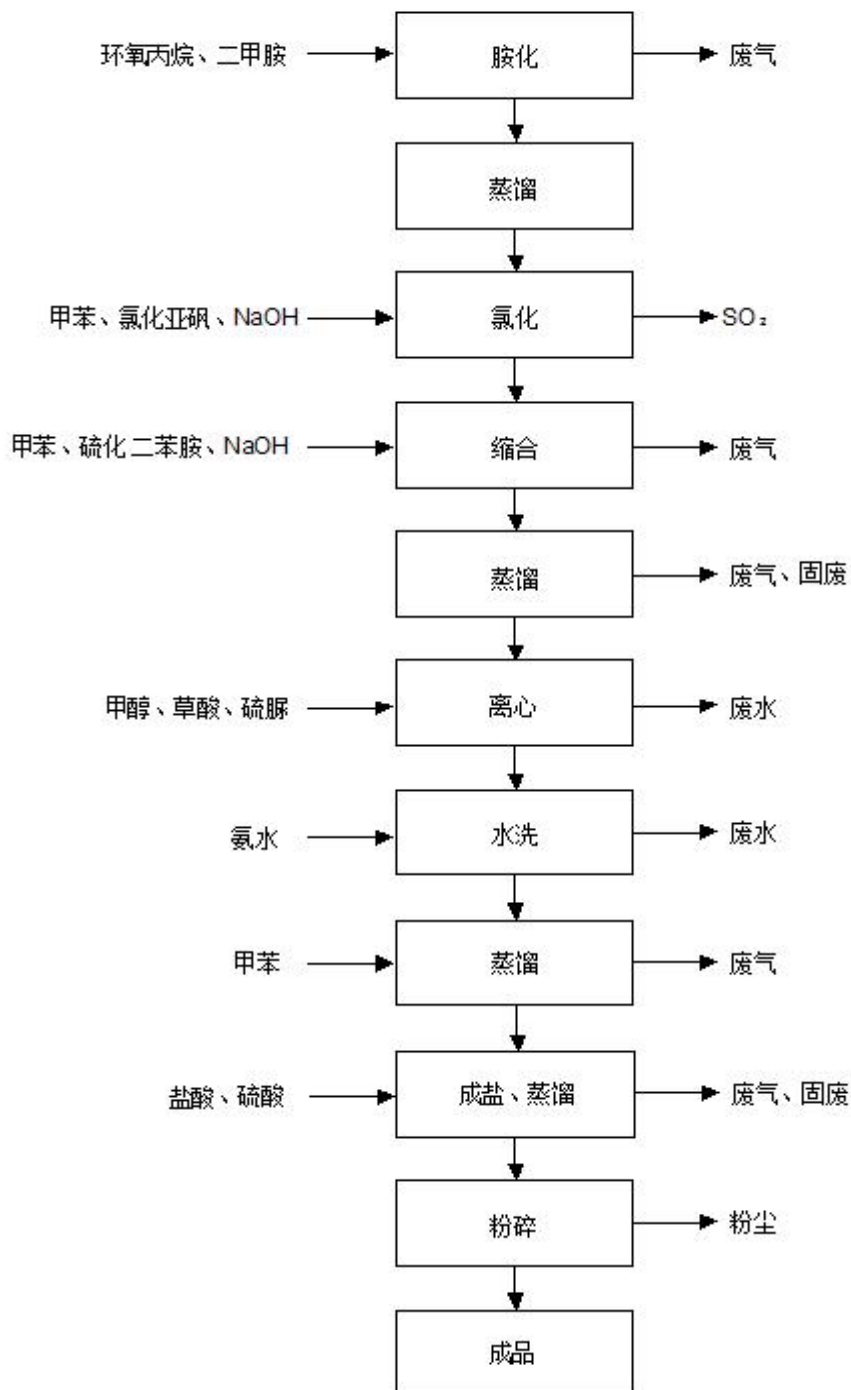 环氧丙烷、二甲胺
胺化
废气
蒸馏
甲苯、氯化亚砜、NaOH
氯化
SO₂
甲苯、硫化二苯胺、NaOH
缩合
废气
蒸馏
废气、固废
甲醇、草酸、硫脲
离心
废水
氨水
水洗
废水
甲苯
蒸馏
废气
盐酸、硫酸
成盐、蒸馏
废气、固废
粉碎
粉尘
成品